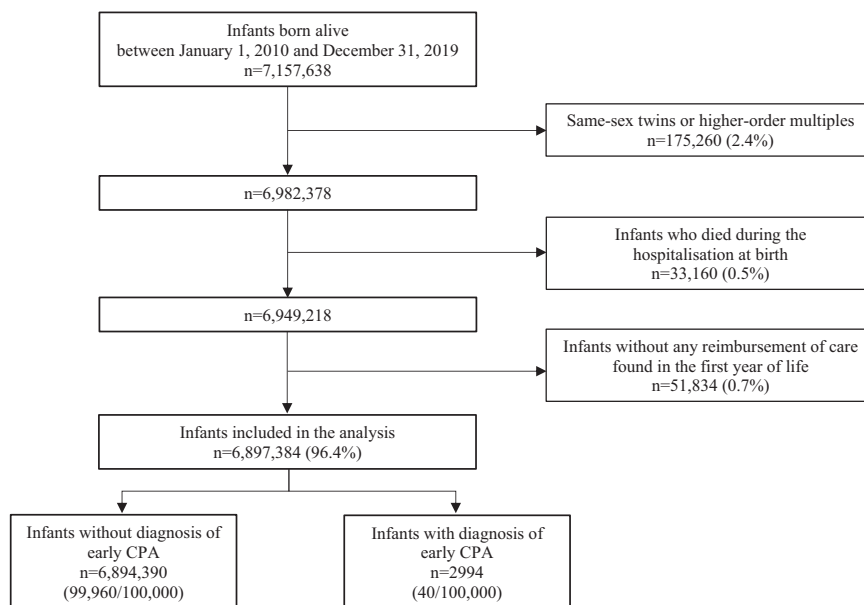 Infants born alive
between January 1, 2010 and December 31, 2019
n=7,157,638
Same-sex twins or higher-order multiples
n=175,260 (2.4%)
n=6,982,378
Infants who died during the
hospitalisation at birth
n=33,160 (0.5%)
n=6,949,218
Infants without any reimbursement of care
found in the first year of life
n=51,834 (0.7%)
Infants included in the analysis
n=6,897,384 (96.4%)
Infants without diagnosis of
early CPA
n=6,894,390
(99,960/100,000)
Infants with diagnosis of
early CPA
n=2994
(40/100,000)